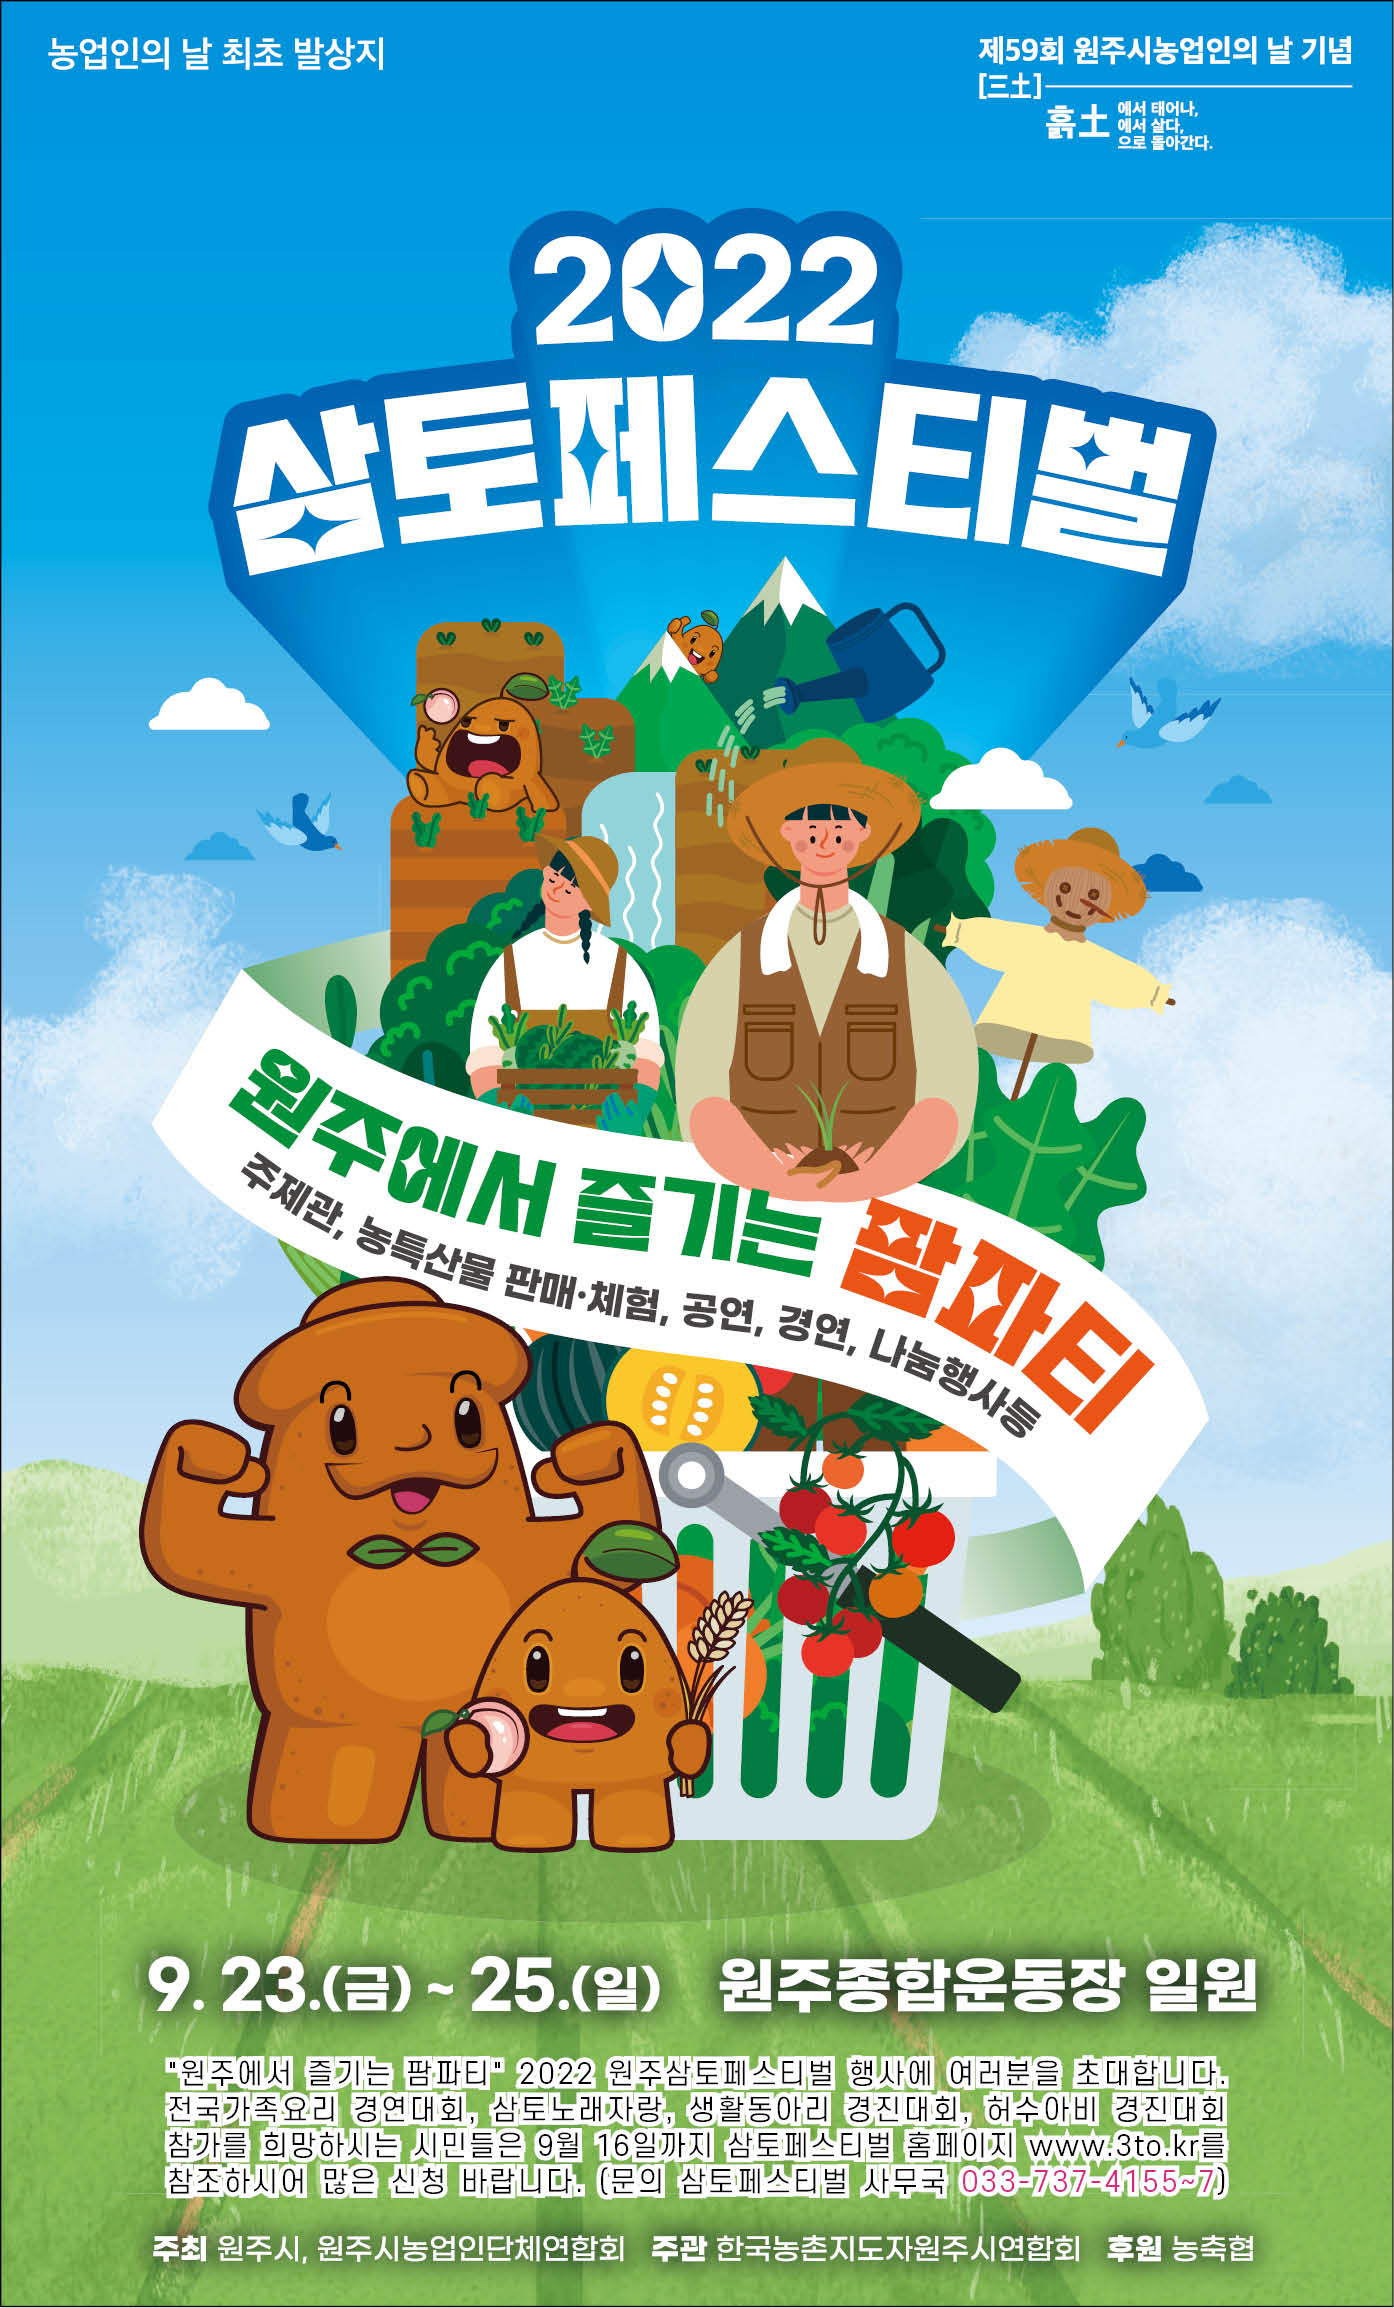 농업인의 날 최초 발상지
제59회 원주시농업인의 날 기념
[三土]
흙土 에서 태어나,
에서 살다,
으로 돌아간다.
2022
삼토페스티벌
원주에서 즐기는 팜파티
주제관, 농특산물 판매·체험, 공연, 경연, 나눔행사등
9. 23.(금) ~ 25.(일) 원주종합운동장 일원
"원주에서 즐기는 팜파티" 2022 원주삼토페스티벌 행사에 여러분을 초대합니다.
전국가족요리 경연대회, 삼토노래자랑, 생활동아리 경진대회, 허수아비 경진대회
참가를 희망하시는 시민들은 9월 16일까지 삼토페스티벌 홈페이지 www.3to.kr를
참조하시어 많은 신청 바랍니다. (문의 삼토페스티벌 사무국 033-737-4155~7)
주최 원주시, 원주시농업인단체연합회 주관 한국농촌지도자원주시연합회 후원 농축협